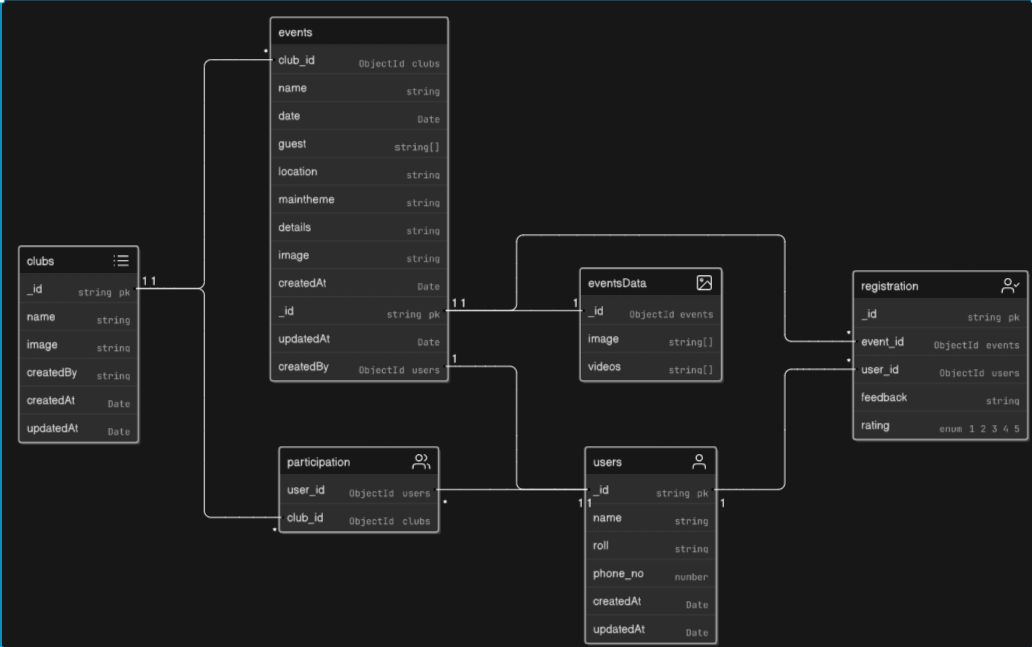 events
* club_id ObjectId clubs
name string
date Date
guest string[]
location string
maintheme string
details string
image string
createdAt Date
_id string pk 1 1
updatedAt Date
createdBy ObjectId users 1
clubs
_id string pk 1 1
name string
image string
createdBy string
createdAt Date
updatedAt Date
eventsData
1 _id ObjectId events
image string[]
videos string[]
registration
_id string pk
* event_id ObjectId events
* user_id ObjectId users
feedback string
rating enum 1 2 3 4 5
participation
user_id ObjectId users *
* club_id ObjectId clubs
users
_id string pk
1 1 1
name string
roll string
phone_no number
createdAt Date
updatedAt Date